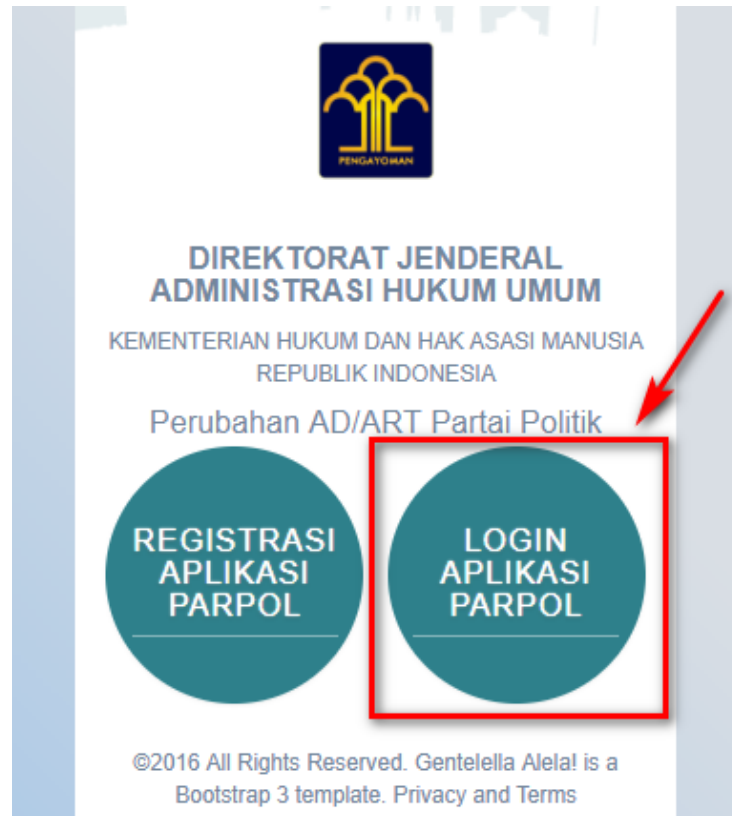 PENGAYOMAN
DIREKTORAT JENDERAL
ADMINISTRASI HUKUM UMUM
KEMENTERIAN HUKUM DAN HAK ASASI MANUSIA
REPUBLIK INDONESIA
Perubahan AD/ART Partai Politik
REGISTRASI
APLIKASI
PARPOL
LOGIN
APLIKASI
PARPOL
©2016 All Rights Reserved. Gentelella Alela! is a
Bootstrap 3 template. Privacy and Terms